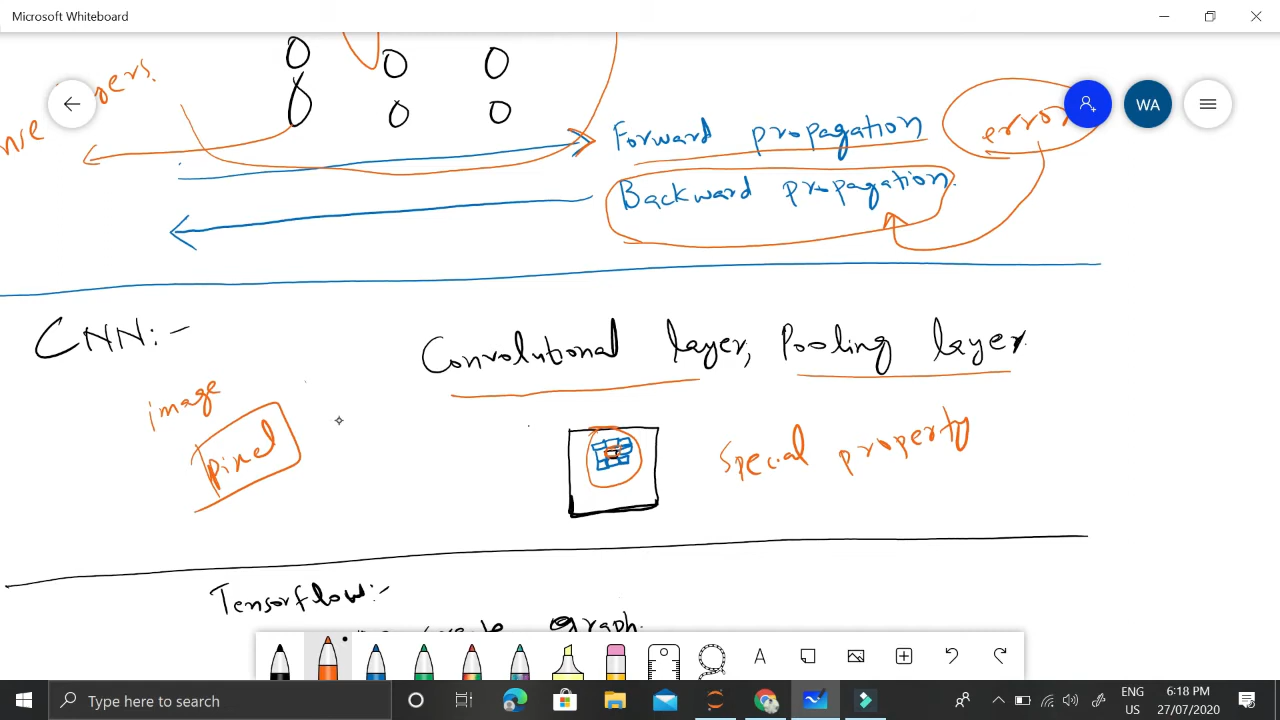 Microsoft Whiteboard
WA
Forward propagation
error
Backward propagation.
CNN:-
Convolutional layer, Pooling layer
image
pixel
Special property
Tensorflow:-
create graph.
A
Type here to search
ENG
US
6:18 PM
27/07/2020